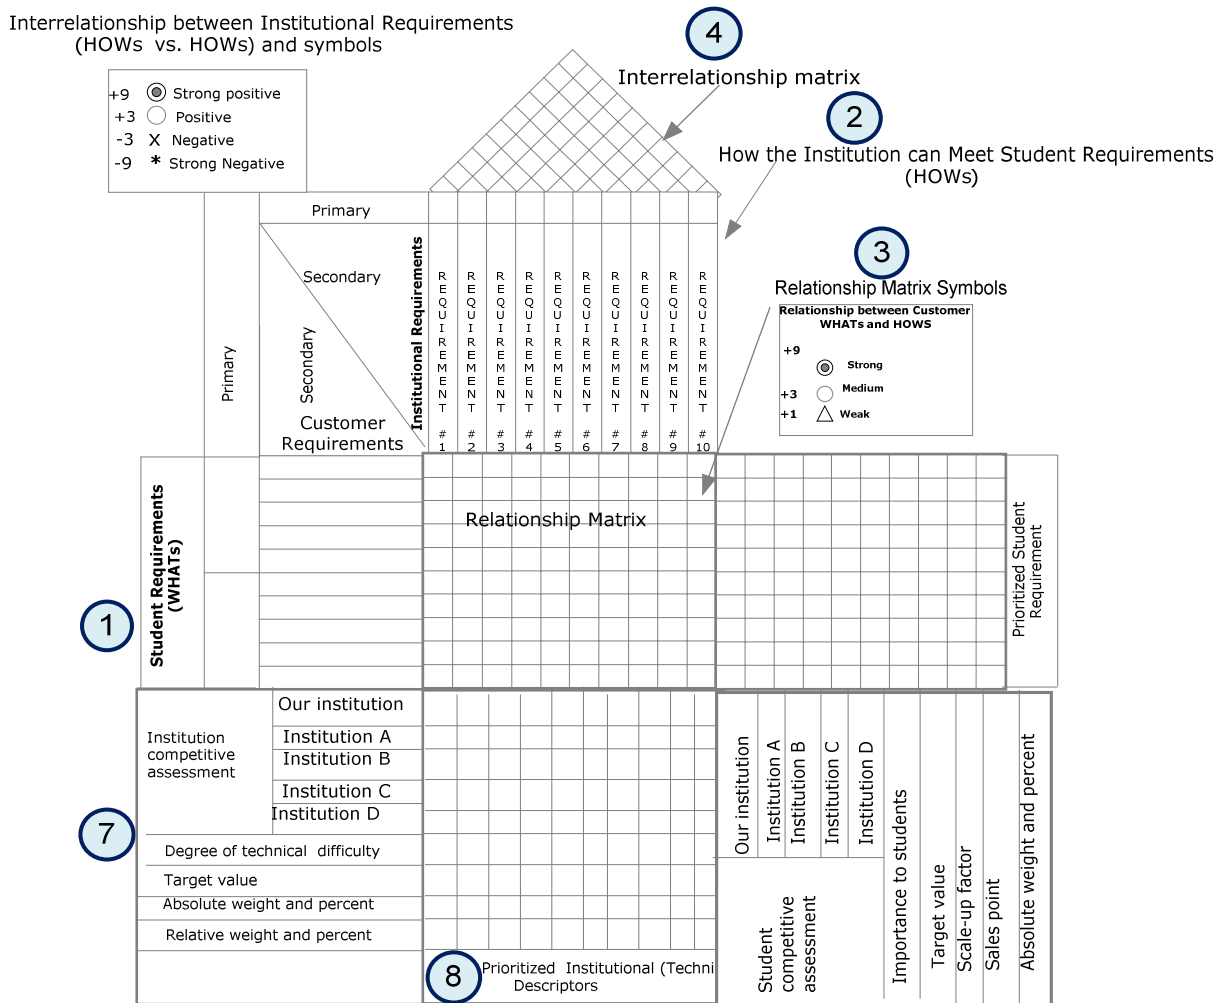 Interrelationship between Institutional Requirements
(HOWs vs. HOWs) and symbols
4
Interrelationship matrix
+9 Strong positive
+3 Positive
-3 X Negative
-9 * Strong Negative
2
How the Institution can Meet Student Requirements
(HOWs)
3
Relationship Matrix Symbols
Relationship between Customer
WHATs and HOWS
+9
Strong
+3 Medium
+1 Weak
Primary
Secondary
Primary
Secondary
Customer
Requirements
Institutional Requirements
REQUIREMENT #1
REQUIREMENT #2
REQUIREMENT #3
REQUIREMENT #4
REQUIREMENT #5
REQUIREMENT #6
REQUIREMENT #7
REQUIREMENT #8
REQUIREMENT #9
REQUIREMENT #10
1
Student Requirements
(WHATs)
Relationship Matrix
Prioritized Student
Requirement
7
Institution
competitive
assessment
Our institution
Institution A
Institution B
Institution C
Institution D
Degree of technical difficulty
Target value
Absolute weight and percent
Relative weight and percent
8
Prioritized Institutional (Techni
Descriptors
Our institution
Institution A
Institution B
Institution C
Institution D
Student
competitive
assessment
Importance to students
Target value
Scale-up factor
Sales point
Absolute weight and percent